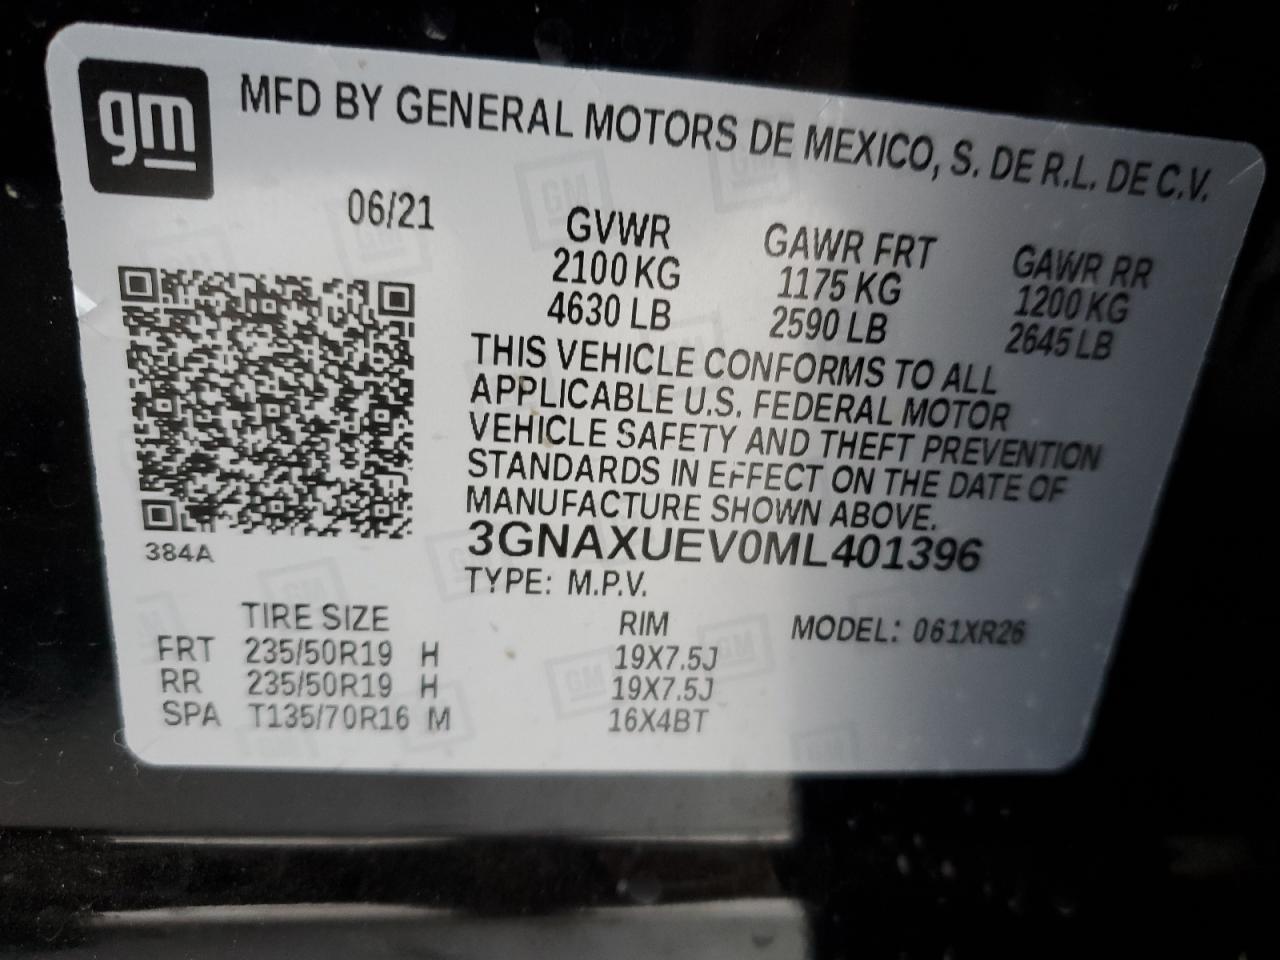 gm
MFD BY GENERAL MOTORS DE MEXICO, S. DE R.L. DE C.V.
06/21
GVWR GAWR FRT GAWR RR
2100 KG 1175 KG 1200 KG
4630 LB 2590 LB 2645 LB
THIS VEHICLE CONFORMS TO ALL
APPLICABLE U.S. FEDERAL MOTOR
VEHICLE SAFETY AND THEFT PREVENTION
STANDARDS IN EFFECT ON THE DATE OF
MANUFACTURE SHOWN ABOVE.
3GNAXUEV0ML401396
384A
TYPE: M.P.V.
TIRE SIZE RIM MODEL: 061XR26
FRT 235/50R19 H 19X7.5J
RR 235/50R19 H 19X7.5J
SPA T135/70R16 M 16X4BT